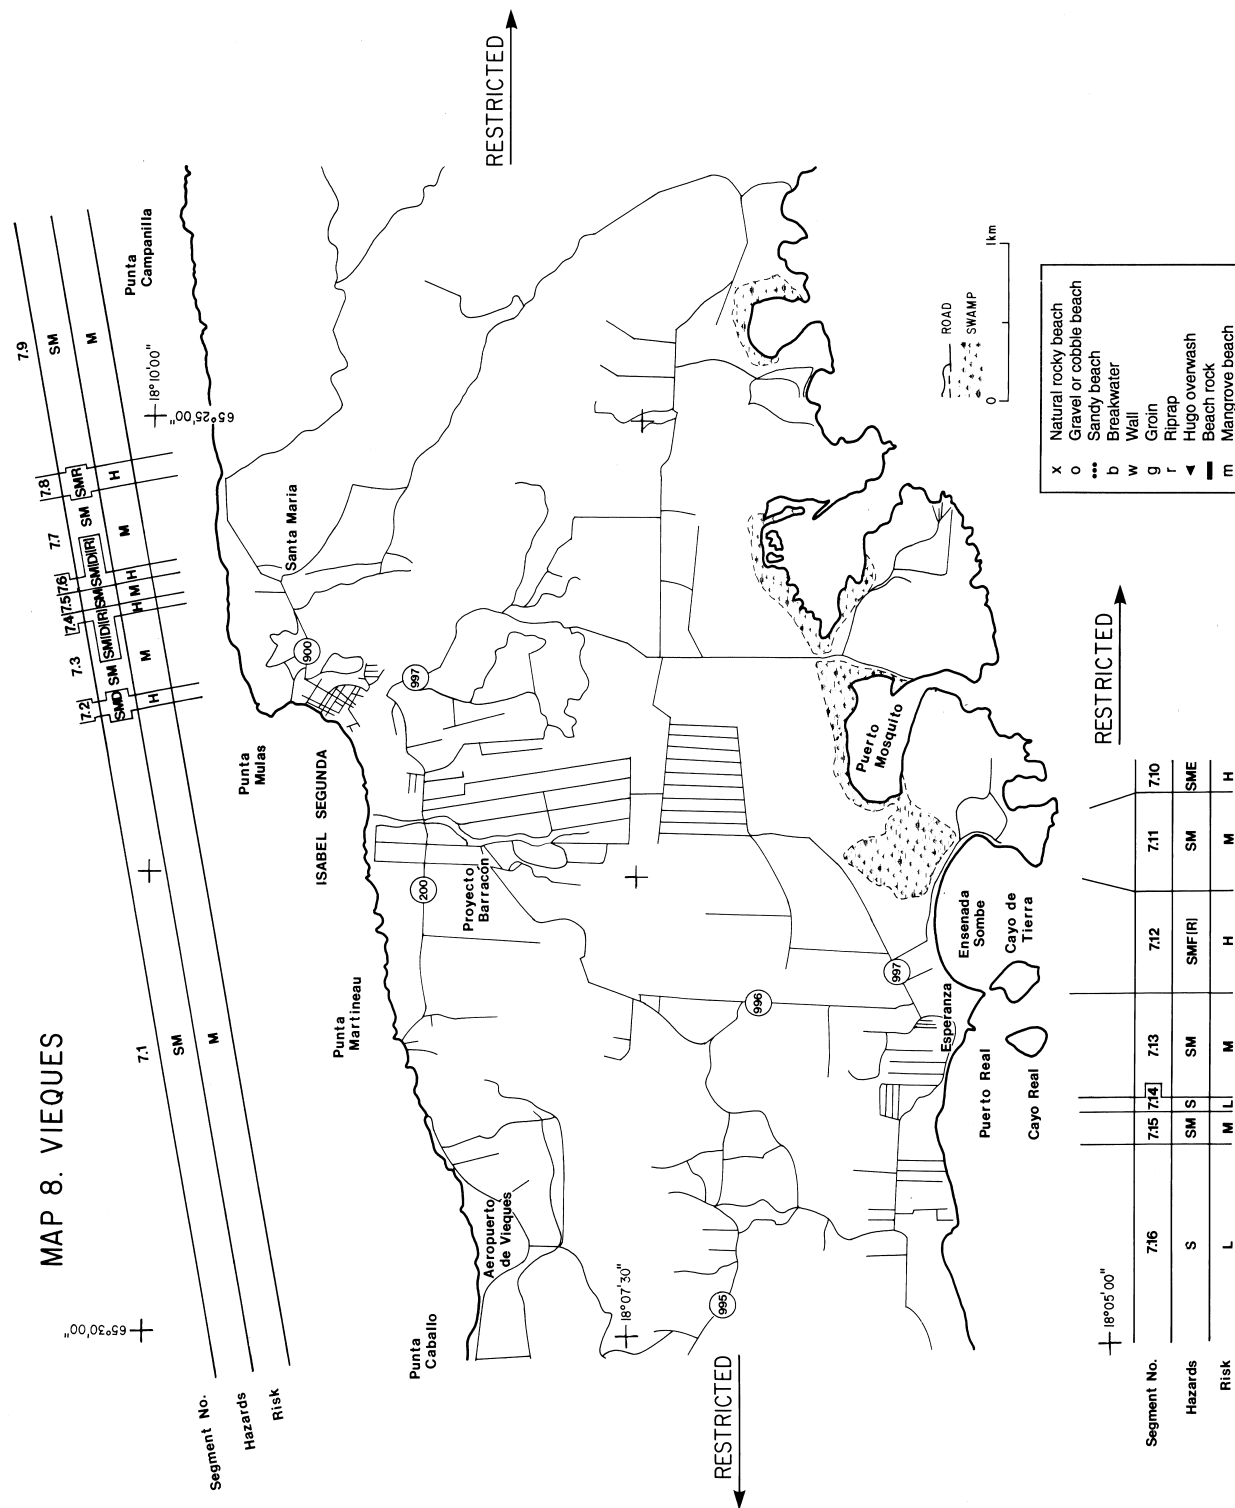 MAP 8. VIEQUES
RESTRICTED
Segment No.
Hazards
Risk
7.1
7.2
7.3
7.4
7.5
7.6
7.7
7.8
7.9
SM
SMD
SM
SM(D)(R)
SM
SM(D)(R)
SM
SMR
SM
M
H
M
H
M
H
M
H
M
65°30'00"
18°10'00"
65°25'00"
Punta
Campanilla
Punta
Mulas
ISABEL SEGUNDA
Santa Maria
Punta
Martineau
Punta
Caballo
Aeropuerto
de Vieques
Proyecto
Barracón
900
997
200
18°07'30"
995
996
997
Esperanza
Puerto
Mosquito
Ensenada
Sombe
Cayo de
Tierra
Puerto Real
Cayo Real
RESTRICTED
RESTRICTED
ROAD
SWAMP
0
1km
x Natural rocky beach
o Gravel or cobble beach
••• Sandy beach
b Breakwater
w Wall
g Groin
r Riprap
◄ Hugo overwash
▬ Beach rock
m Mangrove beach
18°05'00"
Segment No.
7.16
7.15
7.14
7.13
7.12
7.11
7.10
Hazards
S
SM
S
SM
SMF(R)
SM
SME
Risk
L
M
L
M
H
M
H